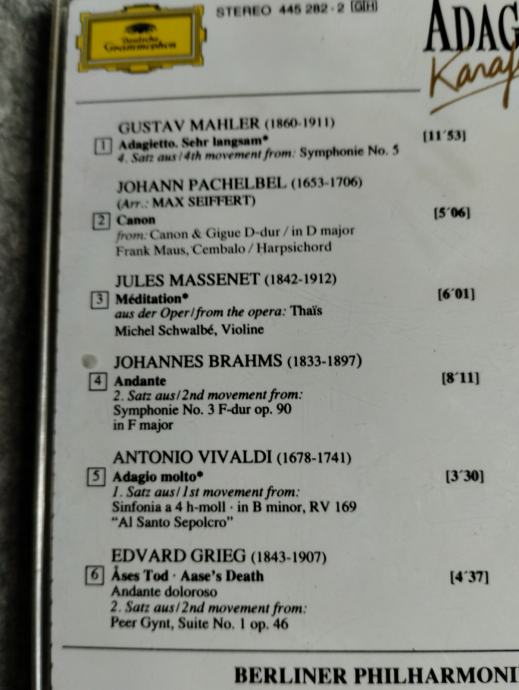 Deutsche
Grammophon
STEREO 445 282-2 GH
ADAG
Karaj
GUSTAV MAHLER (1860-1911)
1 Adagietto. Sehr langsam* [11´53]
4. Satz aus/4th movement from: Symphonie No. 5
JOHANN PACHELBEL (1653-1706)
(Arr.: MAX SEIFFERT)
2 Canon [5´06]
from: Canon & Gigue D-dur / in D major
Frank Maus, Cembalo / Harpsichord
JULES MASSENET (1842-1912)
3 Méditation* [6´01]
aus der Oper/from the opera: Thaïs
Michel Schwalbé, Violine
JOHANNES BRAHMS (1833-1897)
4 Andante [8´11]
2. Satz aus/2nd movement from:
Symphonie No. 3 F-dur op. 90
in F major
ANTONIO VIVALDI (1678-1741)
5 Adagio molto* [3´30]
1. Satz aus/1st movement from:
Sinfonia a 4 h-moll · in B minor, RV 169
"Al Santo Sepolcro"
EDVARD GRIEG (1843-1907)
6 Åses Tod · Aase's Death [4´37]
Andante doloroso
2. Satz aus/2nd movement from:
Peer Gynt, Suite No. 1 op. 46
BERLINER PHILHARMONI